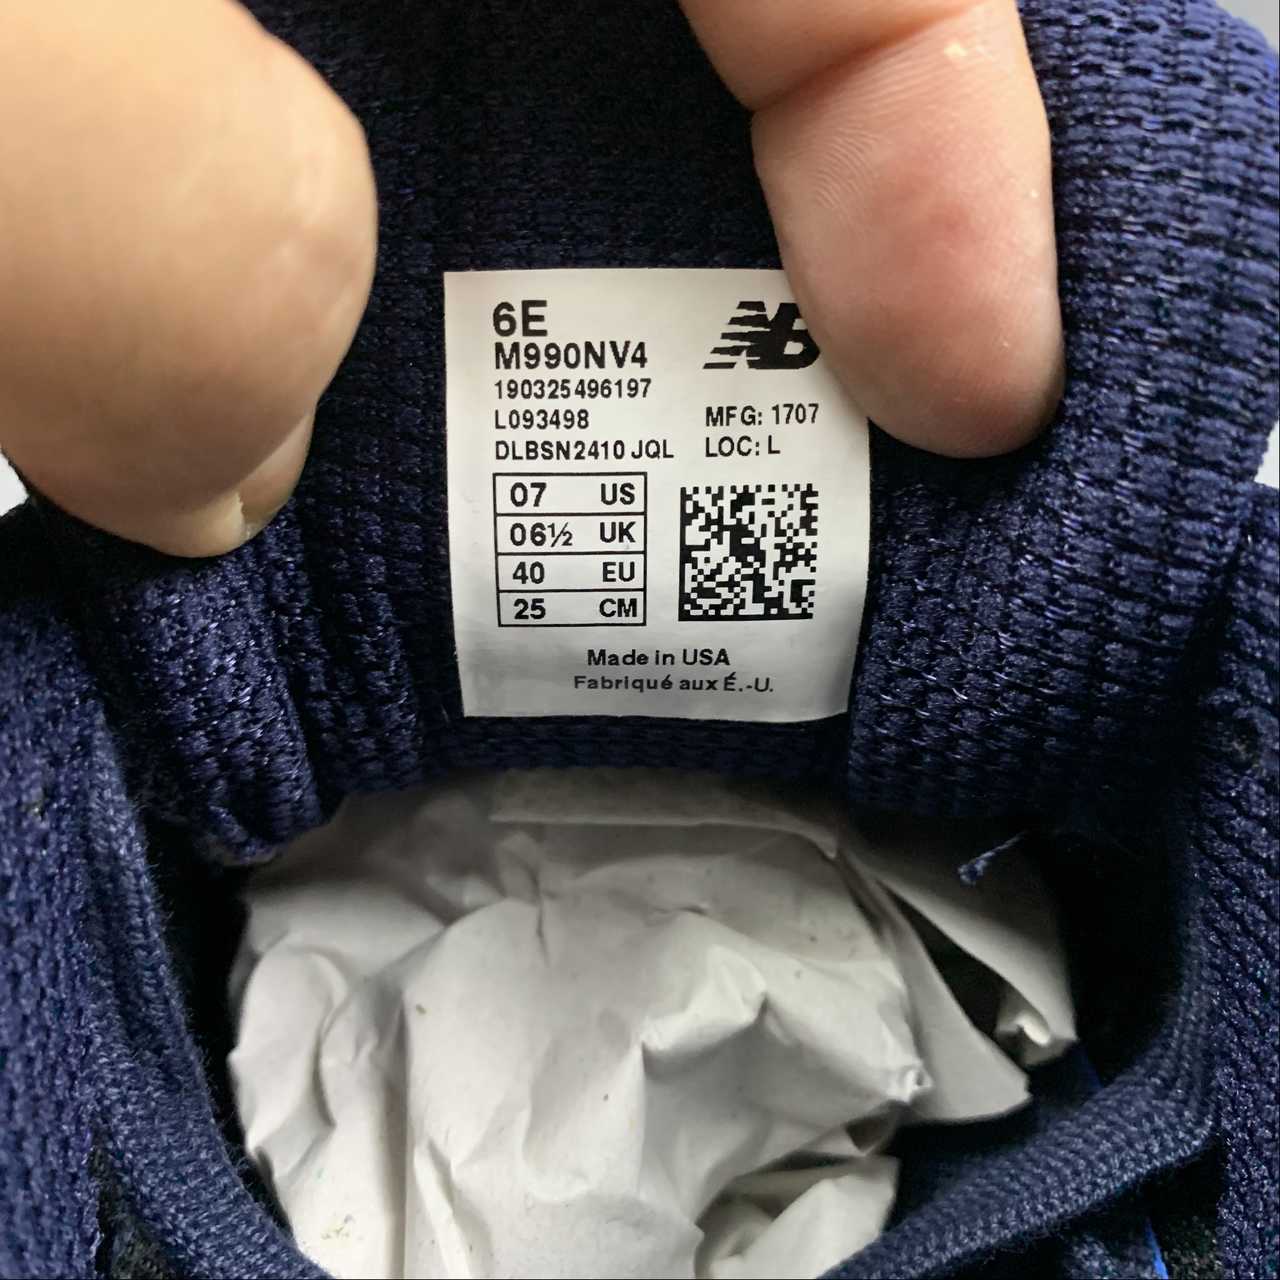 6E
NB
M990NV4
190325496197
L093498
MFG: 1707
DLBSN2410 JQL
LOC: L
07 US
06½ UK
40 EU
25 CM
Made in USA
Fabriqué aux É.-U.